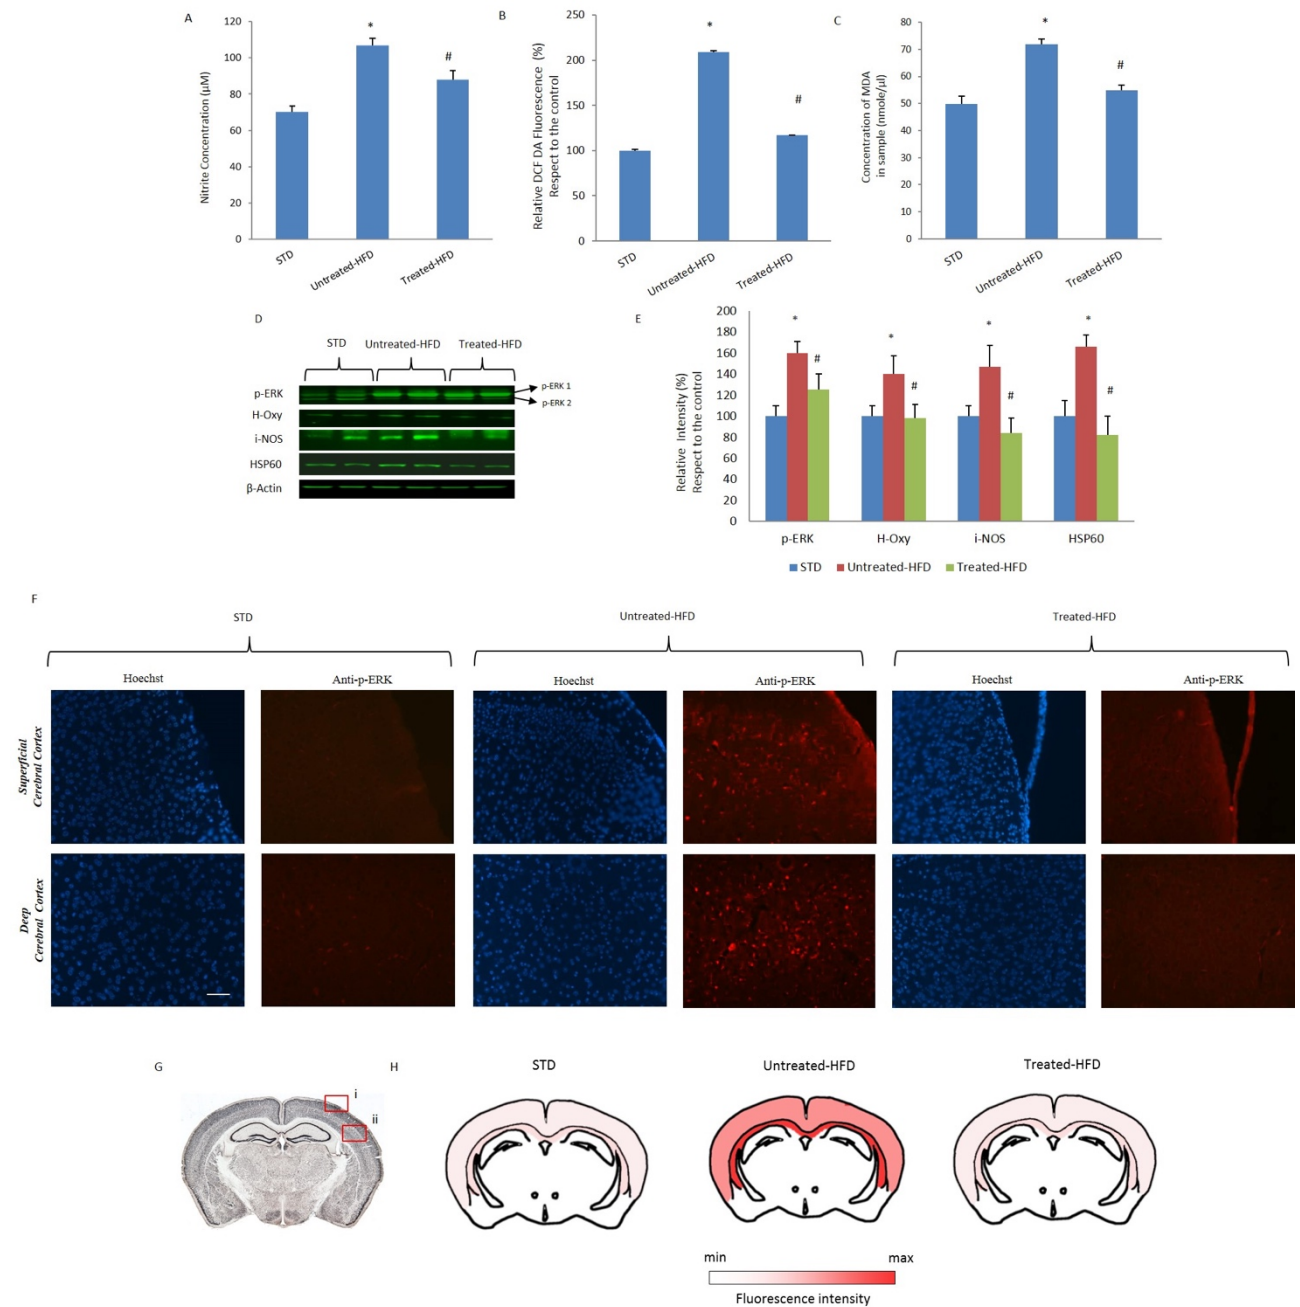 A
Nitrite Concentration (µM)
120
100
80
60
40
20
0
*
#
STD
Untreated-HFD
Treated-HFD
B
Relative DCF DA Fluorescence (%)
Respect to the control
250
200
150
100
50
0
*
#
STD
Untreated-HFD
Treated-HFD
C
Concentration of MDA
in sample (nmole/µl)
80
70
60
50
40
30
20
10
0
*
#
STD
Untreated-HFD
Treated-HFD
D
STD Untreated-HFD Treated-HFD
p-ERK
p-ERK 1
p-ERK 2
H-Oxy
i-NOS
HSP60
β-Actin
E
Relative Intensity (%)
Respect to the control
200
180
160
140
120
100
80
60
40
20
0
* # * # * # * #
p-ERK H-Oxy i-NOS HSP60
STD Untreated-HFD Treated-HFD
F
STD Untreated-HFD Treated-HFD
Hoechst Anti-p-ERK Hoechst Anti-p-ERK Hoechst Anti-p-ERK
Superficial
Cerebral Cortex
Deep
Cerebral Cortex
G
i
ii
H
STD Untreated-HFD Treated-HFD
min max
Fluorescence intensity